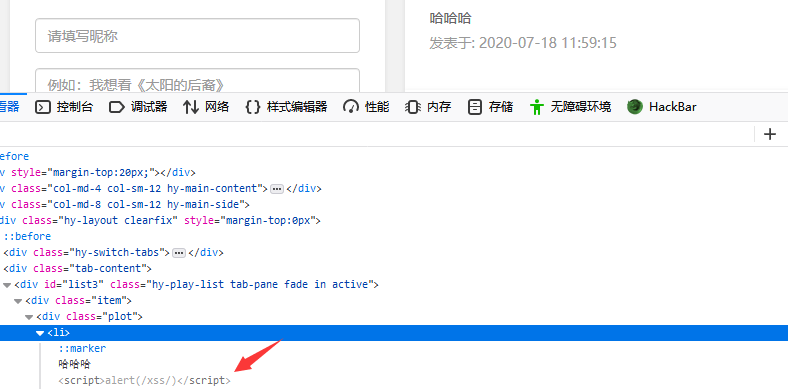 请填写昵称
哈哈哈
发表于: 2020-07-18 11:59:15
例如：我想看《太阳的后裔》
看器 控制台 调试器 网络 样式编辑器 性能 内存 存储 无障碍环境 HackBar
+
efore
v style="margin-top:20px;"></div>
v class="col-md-4 col-sm-12 hy-main-content">…</div>
v class="col-md-8 col-sm-12 hy-main-side">
div class="hy-layout clearfix" style="margin-top:0px">
::before
<div class="hy-switch-tabs">…</div>
<div class="tab-content">
<div id="list3" class="hy-play-list tab-pane fade in active">
<div class="item">
<div class="plot">
<li>
::marker
哈哈哈
<script>alert(/xss/)</script>